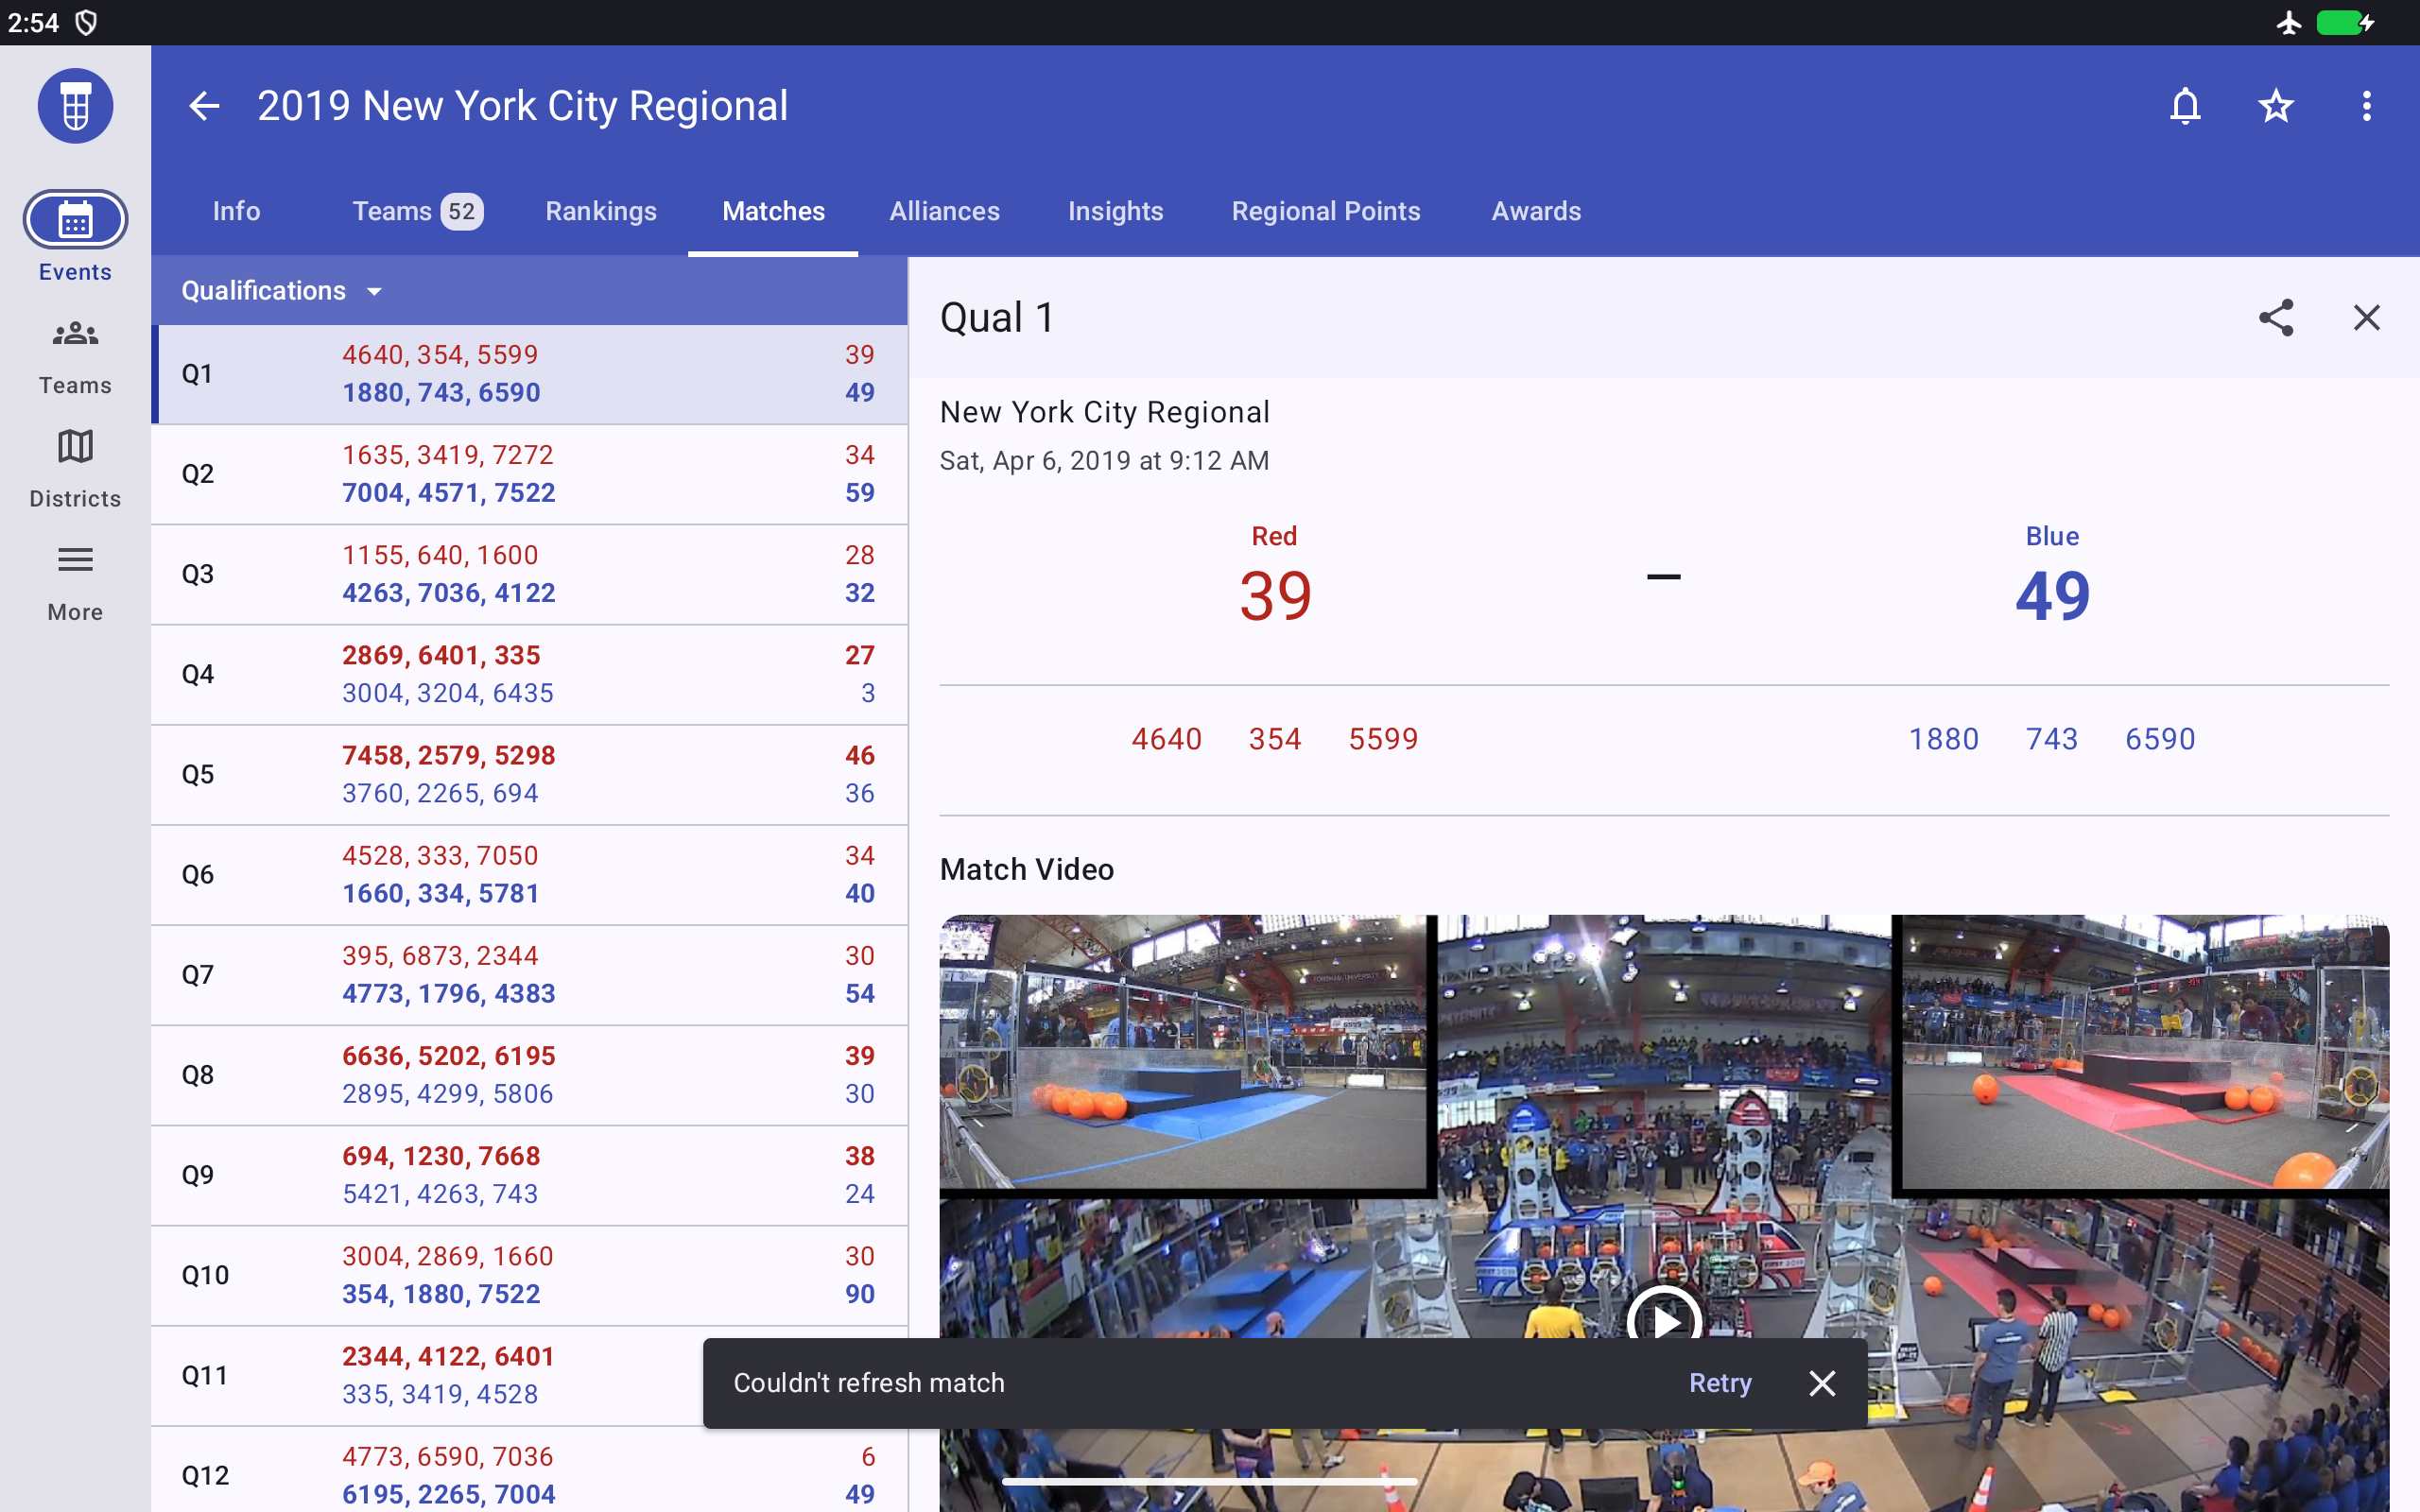 2:54
2019 New York City Regional
Info
Teams 52
Rankings
Matches
Alliances
Insights
Regional Points
Awards
Events
Teams
Districts
More
Qualifications
Q1
4640, 354, 5599 39
1880, 743, 6590 49
Q2
1635, 3419, 7272 34
7004, 4571, 7522 59
Q3
1155, 640, 1600 28
4263, 7036, 4122 32
Q4
2869, 6401, 335 27
3004, 3204, 6435 3
Q5
7458, 2579, 5298 46
3760, 2265, 694 36
Q6
4528, 333, 7050 34
1660, 334, 5781 40
Q7
395, 6873, 2344 30
4773, 1796, 4383 54
Q8
6636, 5202, 6195 39
2895, 4299, 5806 30
Q9
694, 1230, 7668 38
5421, 4263, 743 24
Q10
3004, 2869, 1660 30
354, 1880, 7522 90
Q11
2344, 4122, 6401
335, 3419, 4528
Q12
4773, 6590, 7036 6
6195, 2265, 7004 49
Qual 1
New York City Regional
Sat, Apr 6, 2019 at 9:12 AM
Red
39
–
Blue
49
4640 354 5599
1880 743 6590
Match Video
Couldn't refresh match
Retry